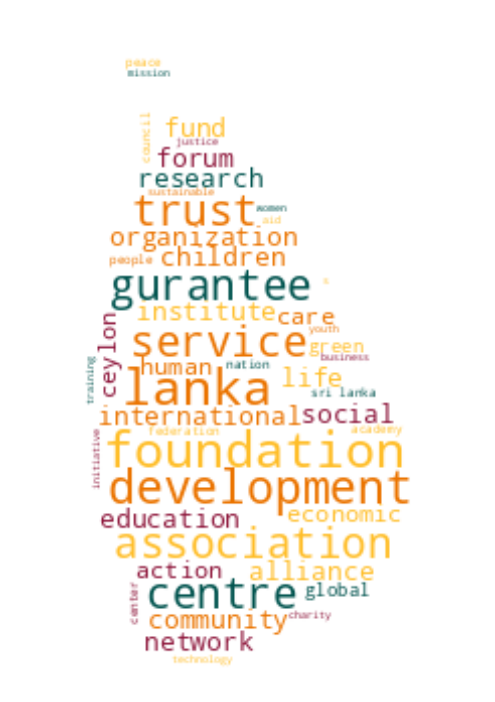 peace
mission
council
fund
justice
forum
research
sustainable
trust
women
aid
organization
people
children
gurantee
s
institute
care
ceylon
youth
service
green
business
human
nation
training
lanka
life
sri lanka
international
social
initiative
federation
academy
foundation
development
education
economic
association
action
alliance
center
centre
global
community
charity
network
technology